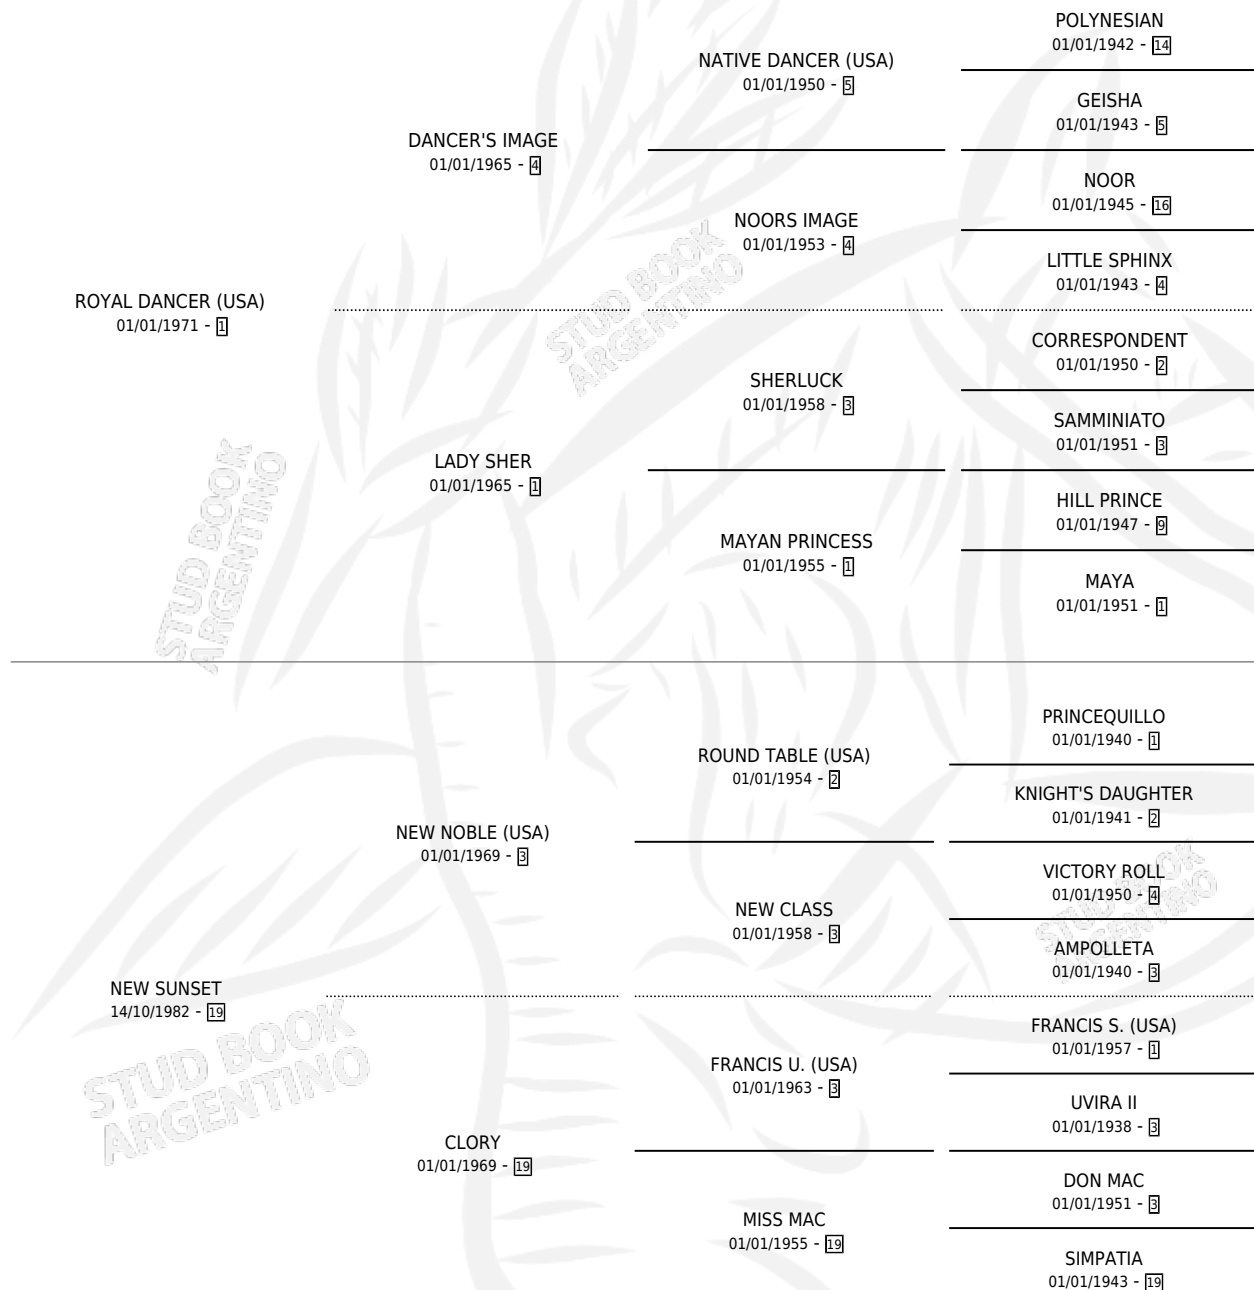 POLYNESIAN
01/01/1942 - 14
NATIVE DANCER (USA)
01/01/1950 - 5
GEISHA
01/01/1943 - 5
DANCER'S IMAGE
01/01/1965 - 4
NOOR
01/01/1945 - 16
NOORS IMAGE
01/01/1953 - 4
LITTLE SPHINX
01/01/1943 - 4
ROYAL DANCER (USA)
01/01/1971 - 1
CORRESPONDENT
01/01/1950 - 2
SHERLUCK
01/01/1958 - 3
SAMMINIATO
01/01/1951 - 3
LADY SHER
01/01/1965 - 1
HILL PRINCE
01/01/1947 - 9
MAYAN PRINCESS
01/01/1955 - 1
MAYA
01/01/1951 - 1
STUD BOOK
ARGENTINO
STUD BOOK
ARGENTINO
PRINCEQUILLO
01/01/1940 - 1
ROUND TABLE (USA)
01/01/1954 - 2
KNIGHT'S DAUGHTER
01/01/1941 - 2
NEW NOBLE (USA)
01/01/1969 - 3
VICTORY ROLL
01/01/1950 - 4
NEW CLASS
01/01/1958 - 3
AMPOLLETA
01/01/1940 - 3
NEW SUNSET
14/10/1982 - 19
FRANCIS S. (USA)
01/01/1957 - 1
FRANCIS U. (USA)
01/01/1963 - 3
UVIRA II
01/01/1938 - 3
CLORY
01/01/1969 - 19
DON MAC
01/01/1951 - 3
MISS MAC
01/01/1955 - 19
SIMPATIA
01/01/1943 - 19
STUD BOOK
ARGENTINO
STUD BOOK
ARGENTINO